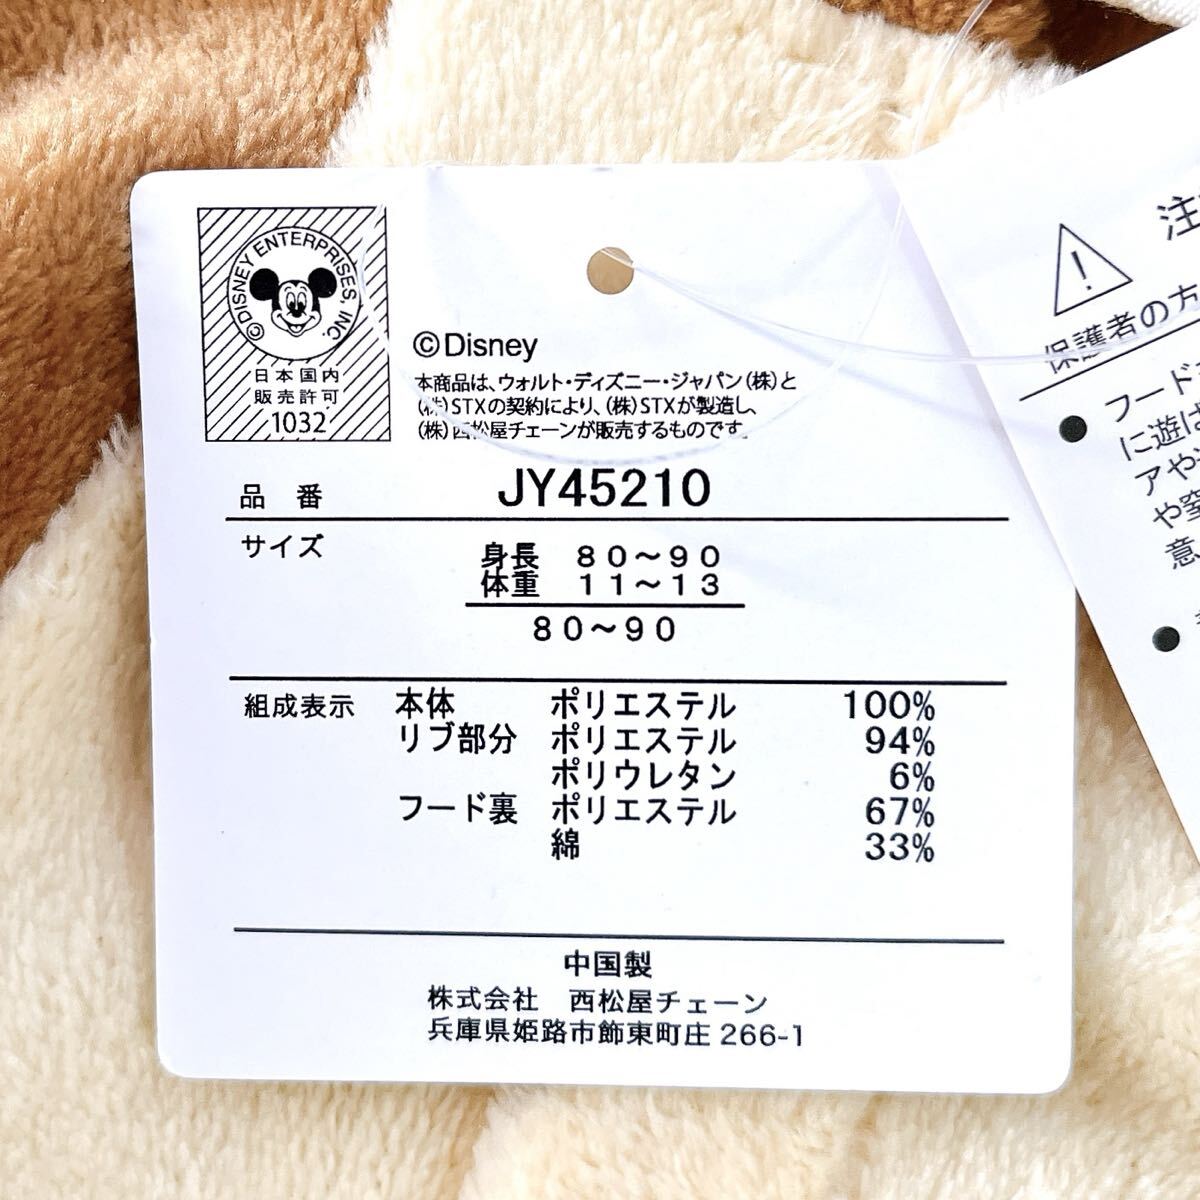 ©DISNEY ENTERPRISES, INC.
日本国内
販売許可
1032
©Disney
本商品は、ウォルト・ディズニー・ジャパン(株)と
(株)STXの契約により、(株)STXが製造し、
(株)西松屋チェーンが販売するものです。
品 番 JY45210
サイズ 身長 80～90
体重 11～13
80～90
組成表示 本体 ポリエステル 100%
リブ部分 ポリエステル 94%
ポリウレタン 6%
フード裏 ポリエステル 67%
綿 33%
中国製
株式会社 西松屋チェーン
兵庫県姫路市飾東町庄266-1
注
保護者の方
● フード
に遊ば
アや
や窒
意、
●